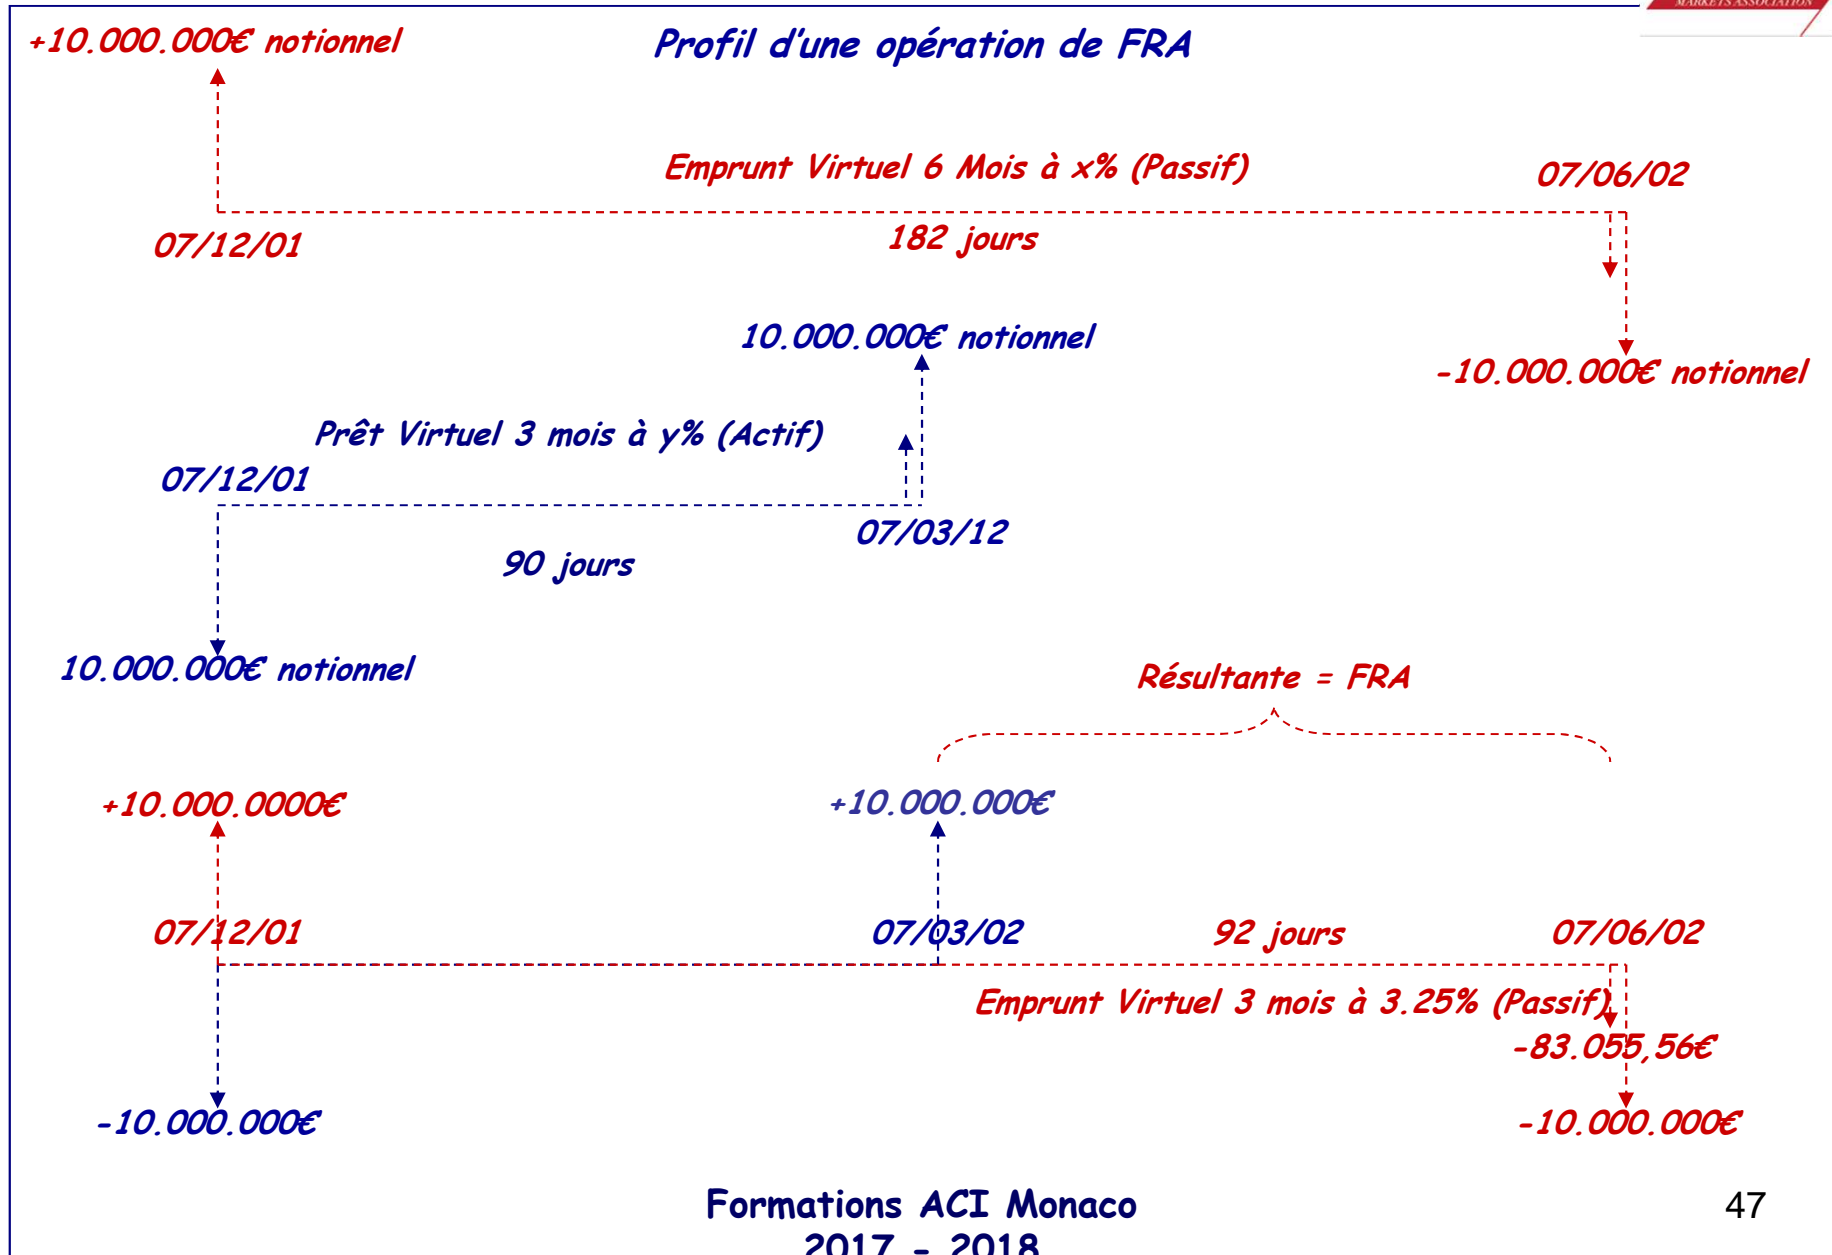 MARKETS ASSOCIATION
+10.000.000€ notionnel
Profil d'une opération de FRA
Emprunt Virtuel 6 Mois à x% (Passif)
07/06/02
07/12/01
182 jours
10.000.000€ notionnel
-10.000.000€ notionnel
Prêt Virtuel 3 mois à y% (Actif)
07/12/01
07/03/12
90 jours
10.000.000€ notionnel
Résultante = FRA
+10.000.0000€
+10.000.000€
07/12/01
07/03/02
92 jours
07/06/02
Emprunt Virtuel 3 mois à 3.25% (Passif)
-83.055,56€
-10.000.000€
-10.000.000€
Formations ACI Monaco
2017 - 2018
47